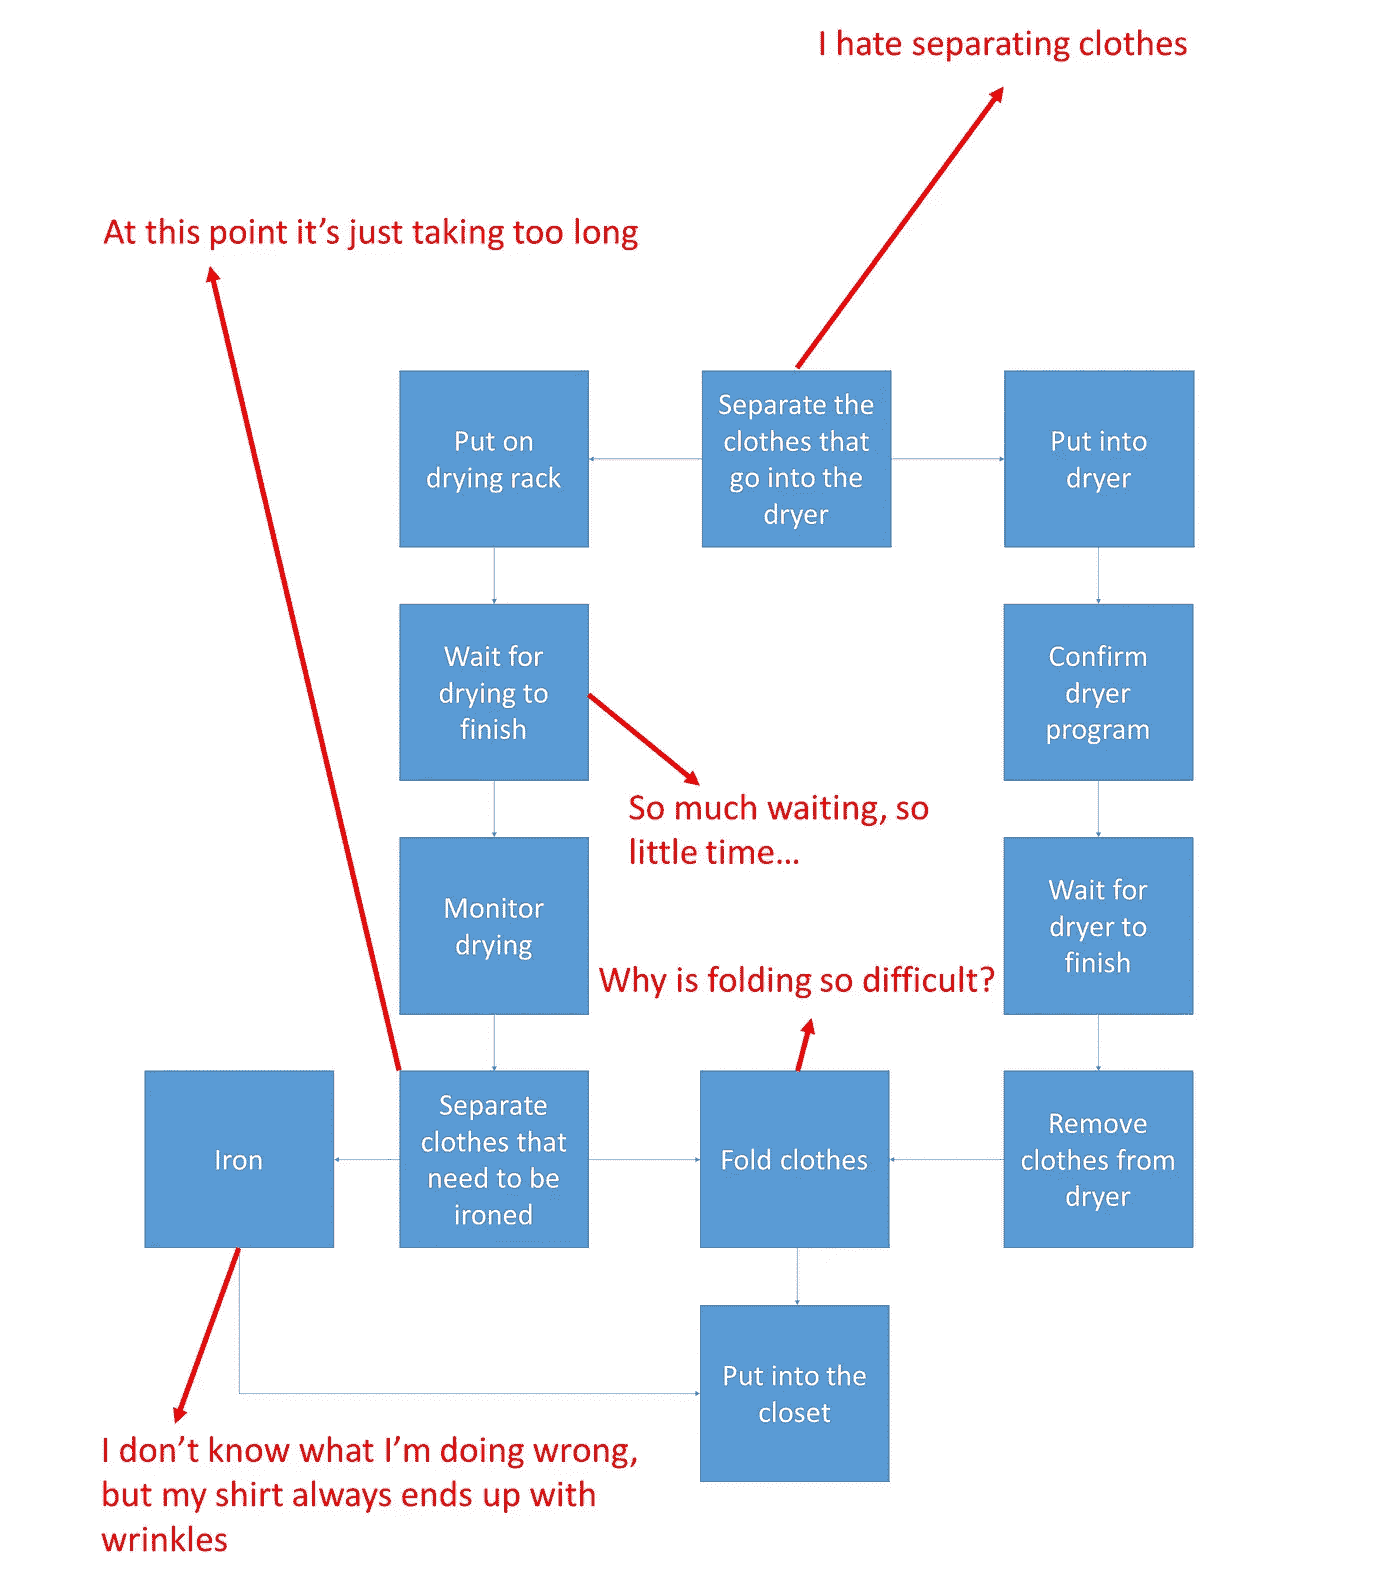 I hate separating clothes
At this point it’s just taking too long
Put on
drying rack
Separate the
clothes that
go into the
dryer
Put into
dryer
Wait for
drying to
finish
Confirm
dryer
program
So much waiting, so
little time…
Monitor
drying
Wait for
dryer to
finish
Why is folding so difficult?
Iron
Separate
clothes that
need to be
ironed
Fold clothes
Remove
clothes from
dryer
Put into the
closet
I don’t know what I’m doing wrong,
but my shirt always ends up with
wrinkles